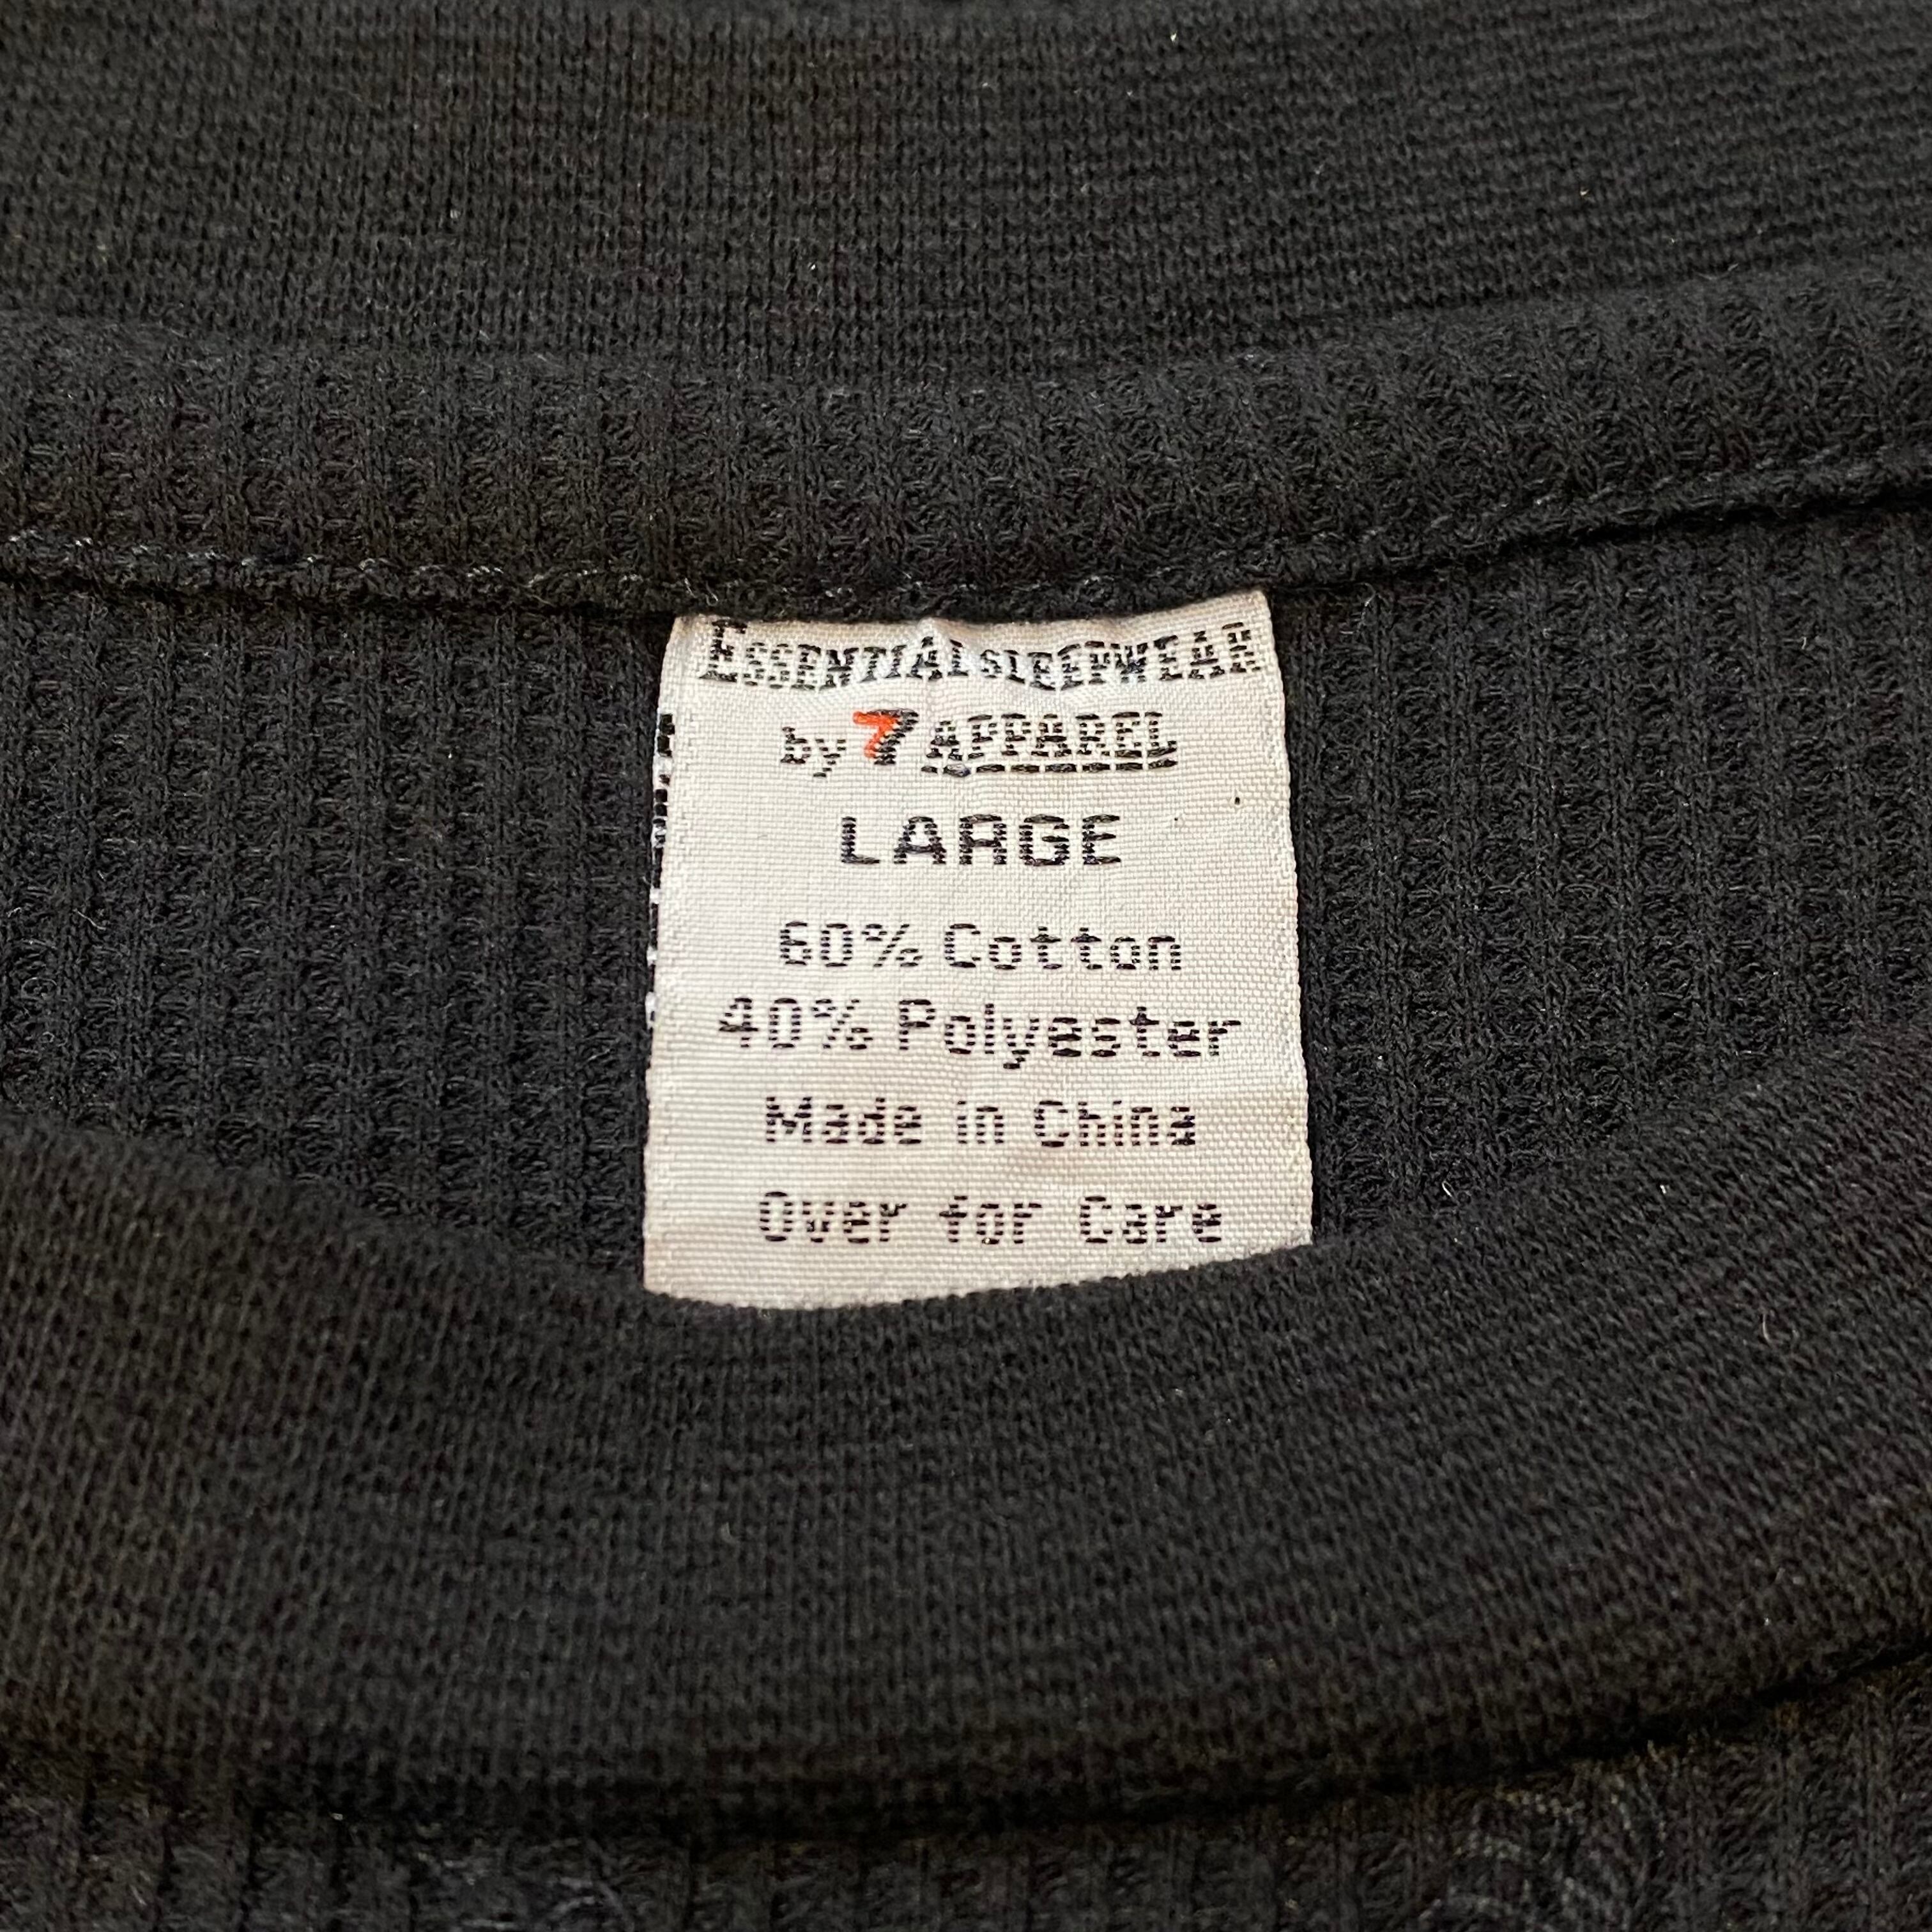 ESSENTIAL SLEEPWEAR
by 7 APPAREL
LARGE
60% Cotton
40% Polyester
Made in China
Over for Care